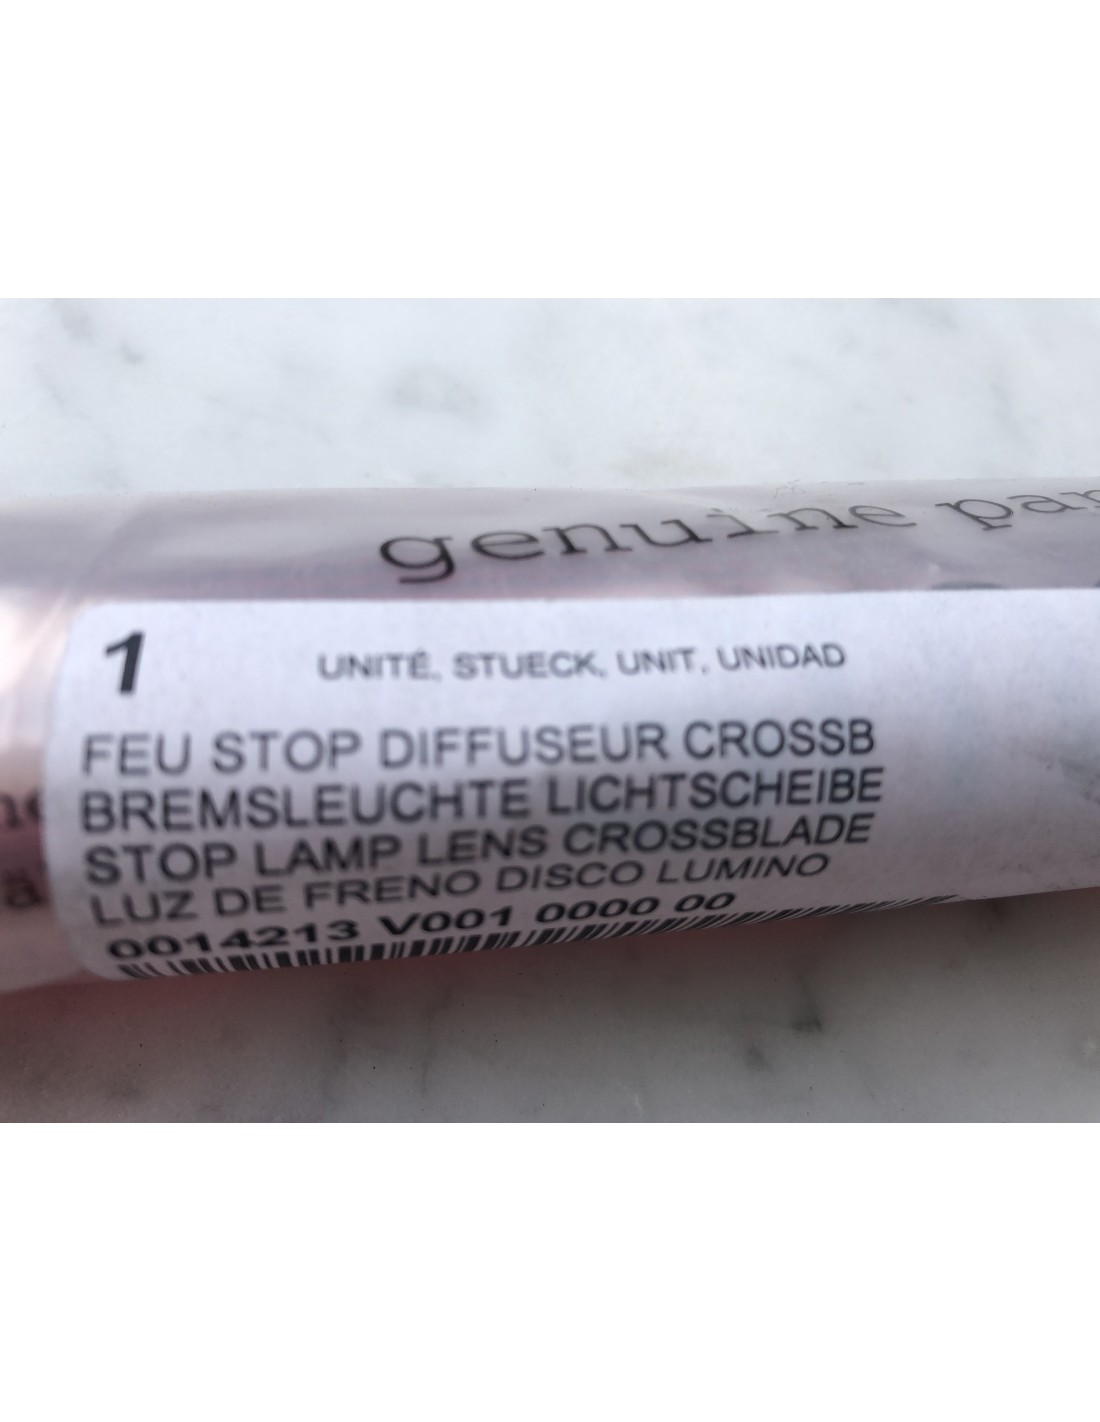 genuine par
1
UNITÉ, STUECK, UNIT, UNIDAD
FEU STOP DIFFUSEUR CROSSB
BREMSLEUCHTE LICHTSCHEIBE
STOP LAMP LENS CROSSBLADE
LUZ DE FRENO DISCO LUMINO
0014213 V001 0000 00